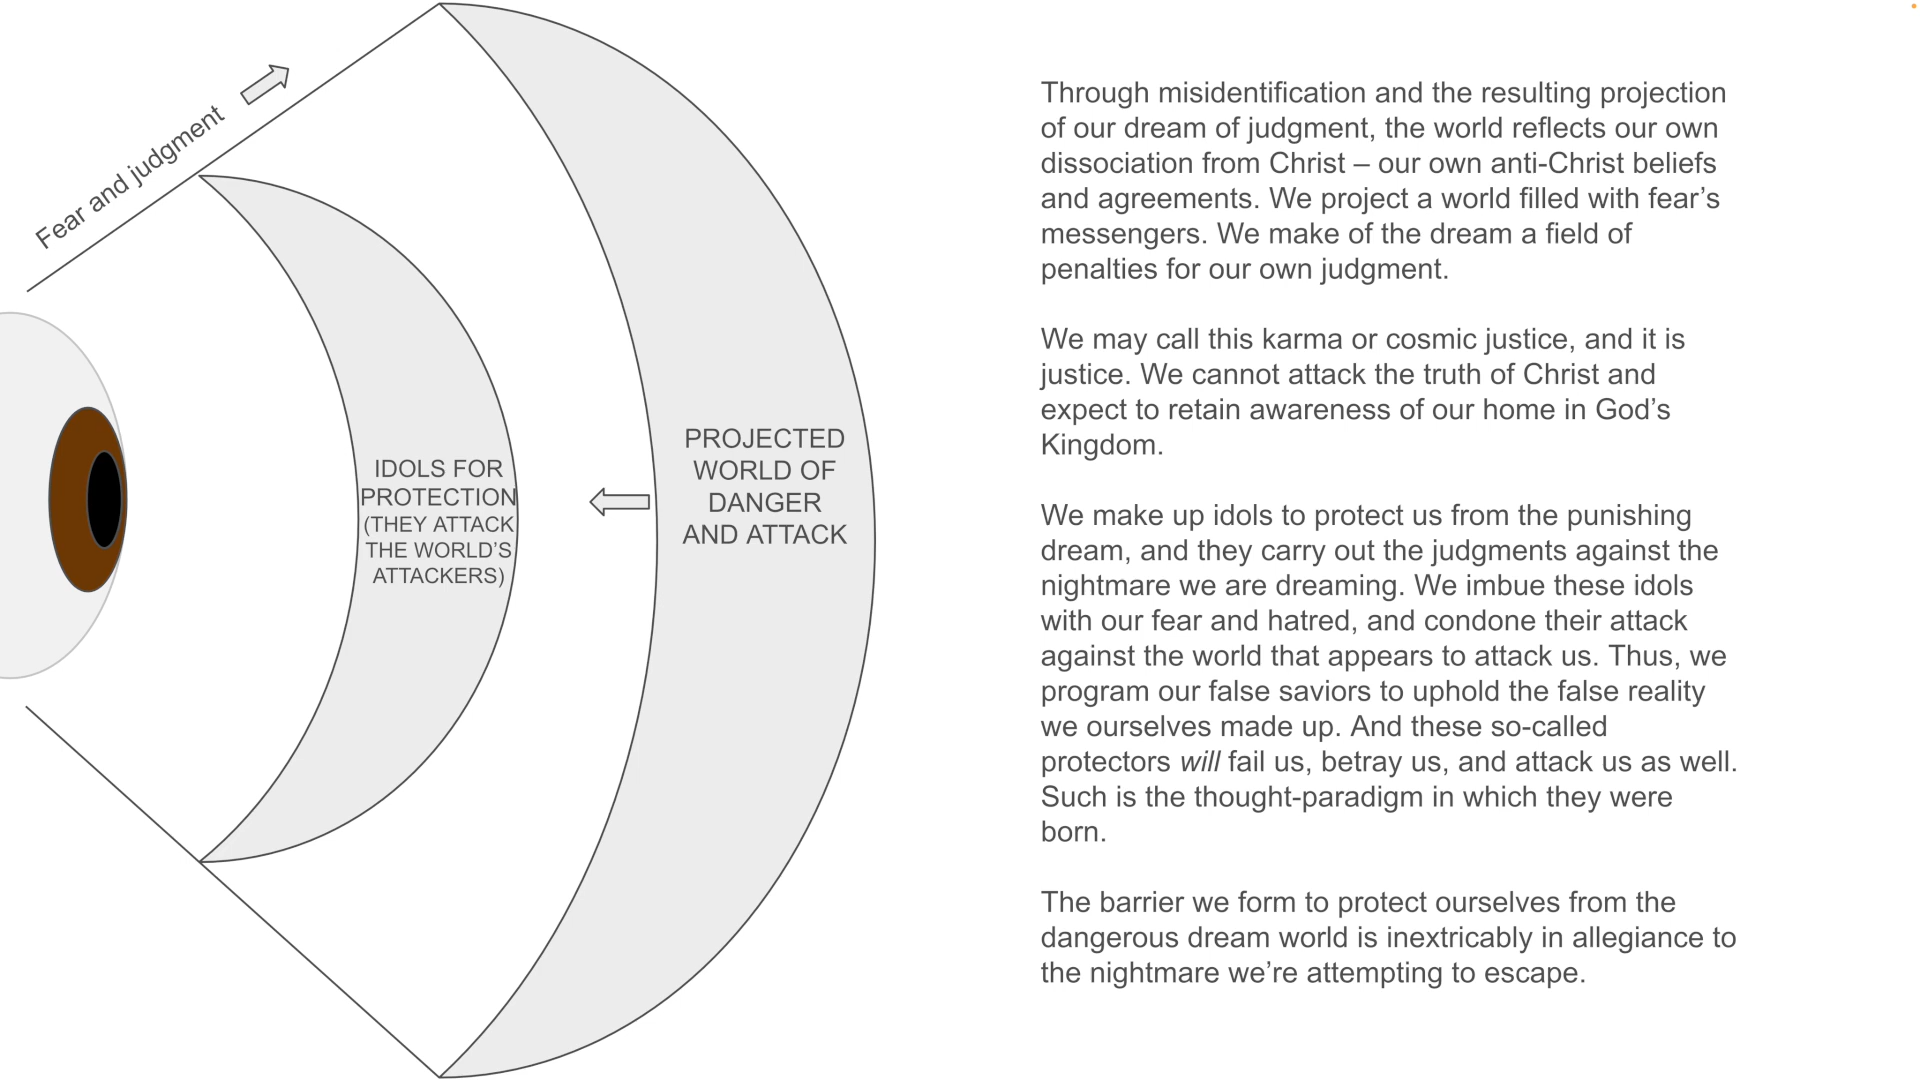 Fear and judgment
IDOLS FOR
PROTECTION
(THEY ATTACK
THE WORLD’S
ATTACKERS)
PROJECTED
WORLD OF
DANGER
AND ATTACK
Through misidentification and the resulting projection
of our dream of judgment, the world reflects our own
dissociation from Christ – our own anti-Christ beliefs
and agreements. We project a world filled with fear’s
messengers. We make of the dream a field of
penalties for our own judgment.
We may call this karma or cosmic justice, and it is
justice. We cannot attack the truth of Christ and
expect to retain awareness of our home in God’s
Kingdom.
We make up idols to protect us from the punishing
dream, and they carry out the judgments against the
nightmare we are dreaming. We imbue these idols
with our fear and hatred, and condone their attack
against the world that appears to attack us. Thus, we
program our false saviors to uphold the false reality
we ourselves made up. And these so-called
protectors will fail us, betray us, and attack us as well.
Such is the thought-paradigm in which they were
born.
The barrier we form to protect ourselves from the
dangerous dream world is inextricably in allegiance to
the nightmare we’re attempting to escape.